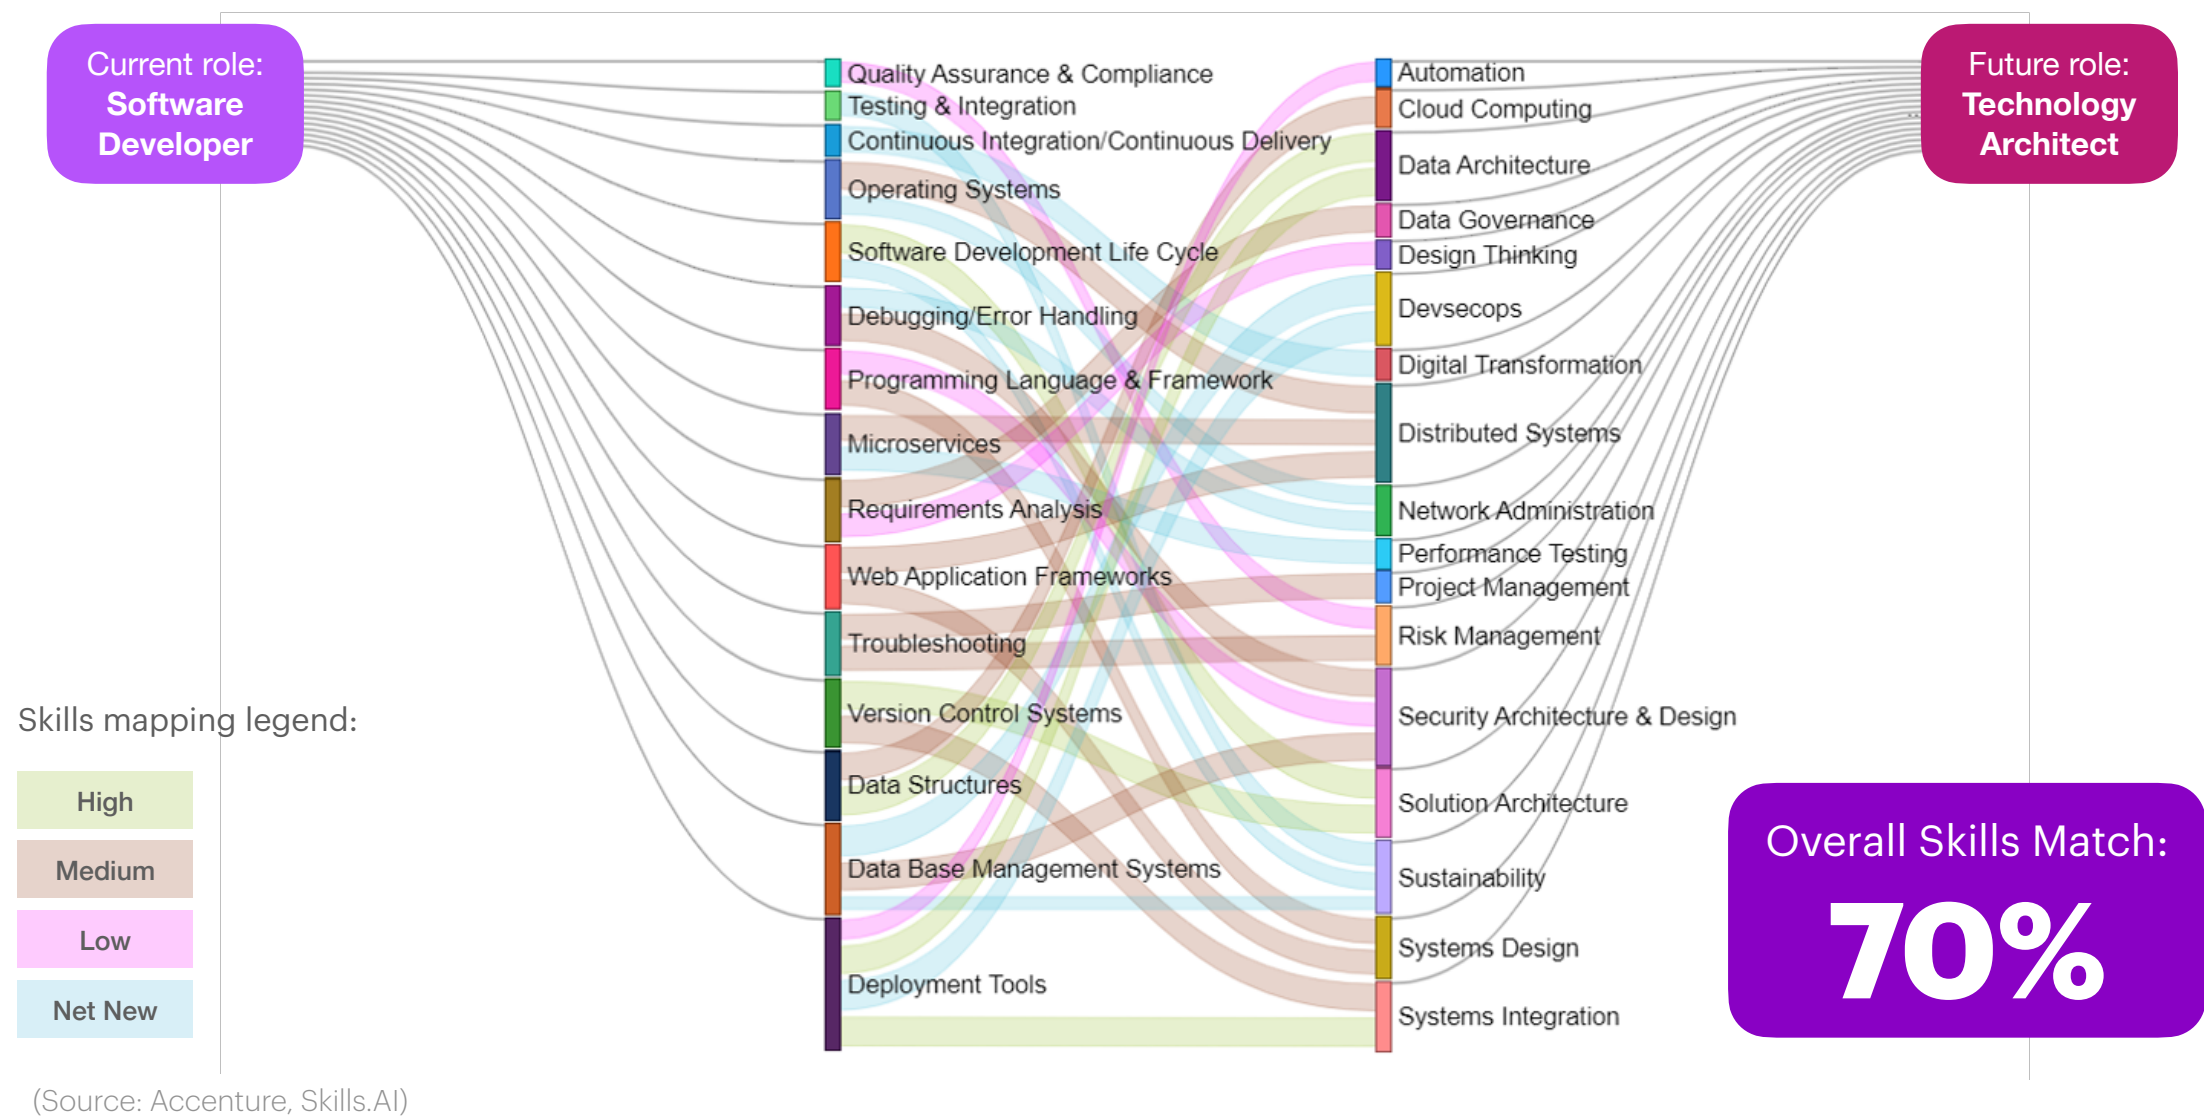 Current role:
Software
Developer
Future role:
Technology
Architect
Quality Assurance & Compliance
Testing & Integration
Continuous Integration/Continuous Delivery
Operating Systems
Software Development Life Cycle
Debugging/Error Handling
Programming Language & Framework
Microservices
Requirements Analysis
Web Application Frameworks
Troubleshooting
Version Control Systems
Data Structures
Data Base Management Systems
Deployment Tools
Automation
Cloud Computing
Data Architecture
Data Governance
Design Thinking
Devsecops
Digital Transformation
Distributed Systems
Network Administration
Performance Testing
Project Management
Risk Management
Security Architecture & Design
Solution Architecture
Sustainability
Systems Design
Systems Integration
Skills mapping legend:
High
Medium
Low
Net New
Overall Skills Match:
70%
(Source: Accenture, Skills.AI)